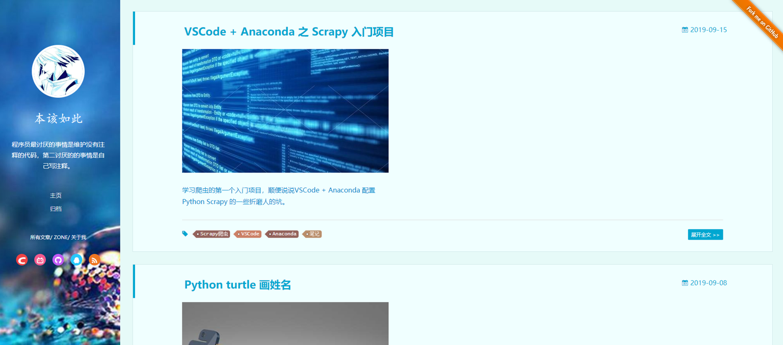 本该如此
程序员最讨厌的事情是维护没有注
释的代码，第二讨厌的的事情是自
己写注释。
主页
归档
所有文章/ ZONE/ 关于我
VSCode + Anaconda 之 Scrapy 入门项目
2019-09-15
Fork me on GitHub
学习爬虫的第一个入门项目，顺便说说VSCode + Anaconda 配置
Python Scrapy 的一些折磨人的坑。
Scrapy爬虫
VSCode
Anaconda
笔记
展开全文 >>
Python turtle 画姓名
2019-09-08